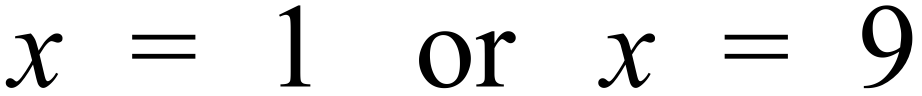 x = 1 or x = 9